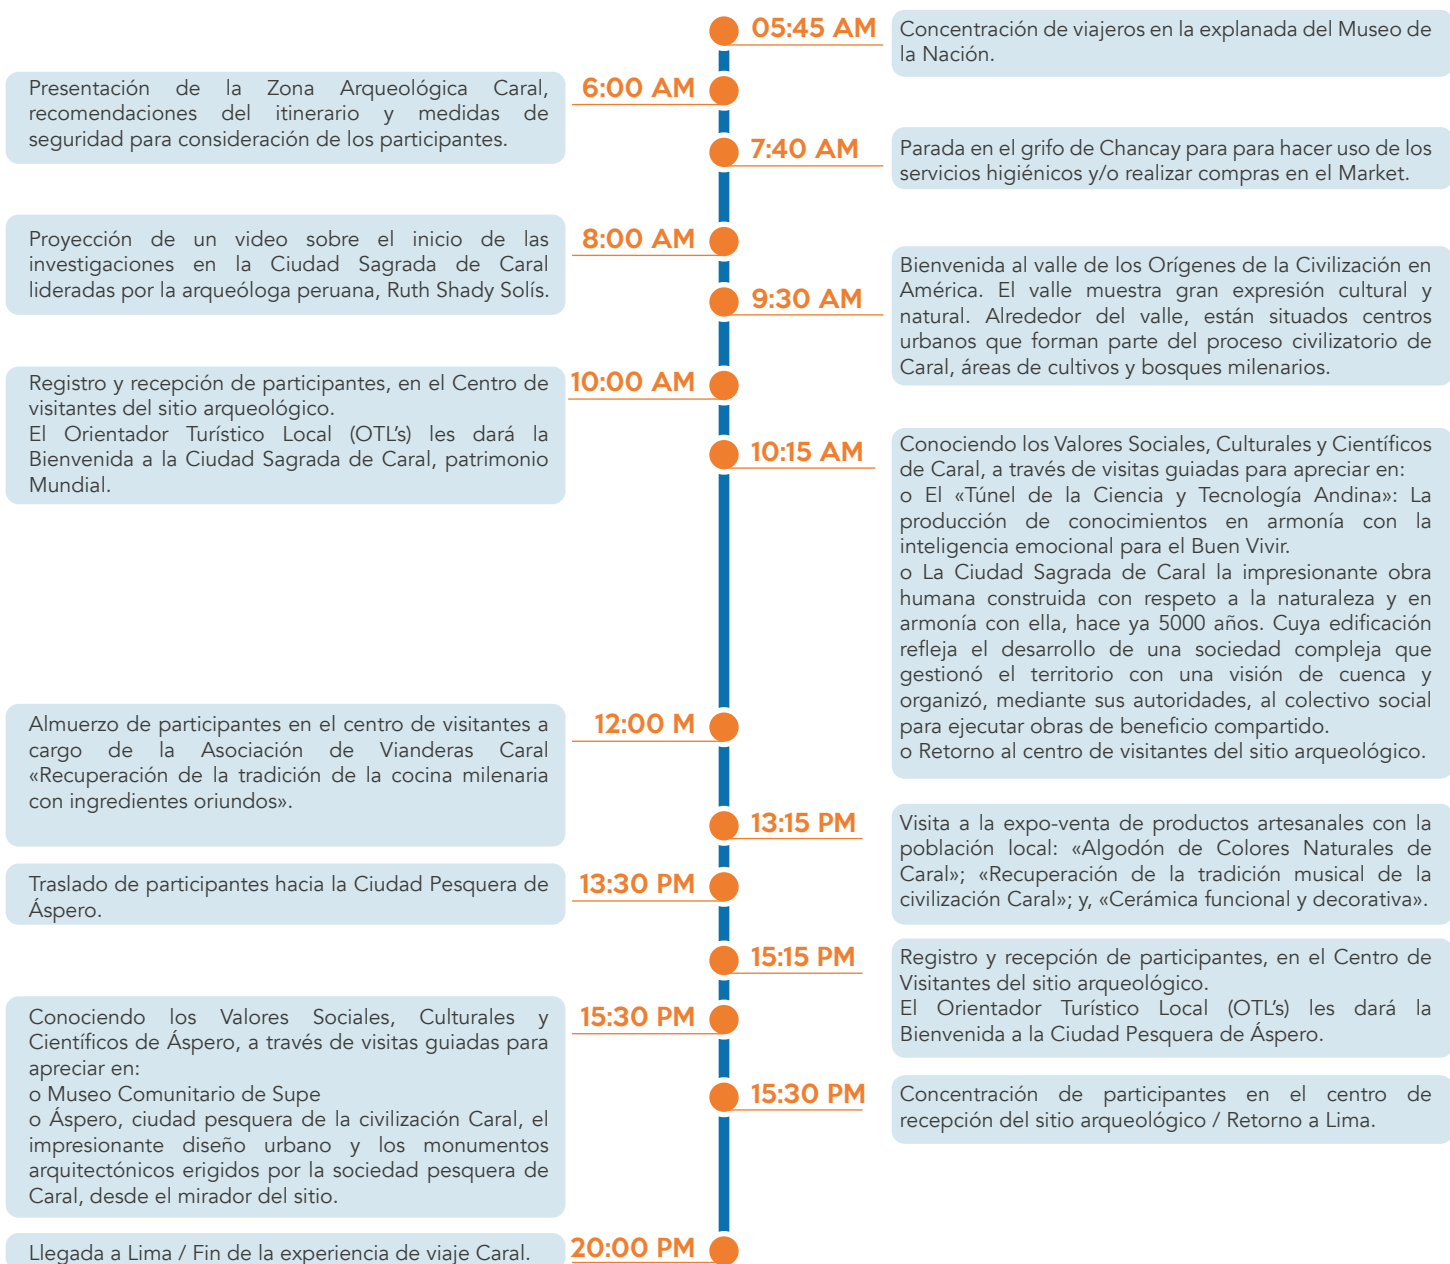 05:45 AM
Concentración de viajeros en la explanada del Museo de
la Nación.
6:00 AM
Presentación de la Zona Arqueológica Caral,
recomendaciones del itinerario y medidas de
seguridad para consideración de los participantes.
7:40 AM
Parada en el grifo de Chancay para para hacer uso de los
servicios higiénicos y/o realizar compras en el Market.
8:00 AM
Proyección de un video sobre el inicio de las
investigaciones en la Ciudad Sagrada de Caral
lideradas por la arqueóloga peruana, Ruth Shady Solís.
9:30 AM
Bienvenida al valle de los Orígenes de la Civilización en
América. El valle muestra gran expresión cultural y
natural. Alrededor del valle, están situados centros
urbanos que forman parte del proceso civilizatorio de
Caral, áreas de cultivos y bosques milenarios.
10:00 AM
Registro y recepción de participantes, en el Centro de
visitantes del sitio arqueológico.
El Orientador Turístico Local (OTL's) les dará la
Bienvenida a la Ciudad Sagrada de Caral, patrimonio
Mundial.
10:15 AM
Conociendo los Valores Sociales, Culturales y Científicos
de Caral, a través de visitas guiadas para apreciar en:
o El «Túnel de la Ciencia y Tecnología Andina»: La
producción de conocimientos en armonía con la
inteligencia emocional para el Buen Vivir.
o La Ciudad Sagrada de Caral la impresionante obra
humana construida con respeto a la naturaleza y en
armonía con ella, hace ya 5000 años. Cuya edificación
refleja el desarrollo de una sociedad compleja que
gestionó el territorio con una visión de cuenca y
organizó, mediante sus autoridades, al colectivo social
para ejecutar obras de beneficio compartido.
o Retorno al centro de visitantes del sitio arqueológico.
12:00 M
Almuerzo de participantes en el centro de visitantes a
cargo de la Asociación de Vianderas Caral
«Recuperación de la tradición de la cocina milenaria
con ingredientes oriundos».
13:15 PM
Visita a la expo-venta de productos artesanales con la
población local: «Algodón de Colores Naturales de
Caral»; «Recuperación de la tradición musical de la
civilización Caral»; y, «Cerámica funcional y decorativa».
13:30 PM
Traslado de participantes hacia la Ciudad Pesquera de
Áspero.
15:15 PM
Registro y recepción de participantes, en el Centro de
Visitantes del sitio arqueológico.
El Orientador Turístico Local (OTL's) les dará la
Bienvenida a la Ciudad Pesquera de Áspero.
15:30 PM
Conociendo los Valores Sociales, Culturales y
Científicos de Áspero, a través de visitas guiadas para
apreciar en:
o Museo Comunitario de Supe
o Áspero, ciudad pesquera de la civilización Caral, el
impresionante diseño urbano y los monumentos
arquitectónicos erigidos por la sociedad pesquera de
Caral, desde el mirador del sitio.
15:30 PM
Concentración de participantes en el centro de
recepción del sitio arqueológico / Retorno a Lima.
20:00 PM
Llegada a Lima / Fin de la experiencia de viaje Caral.